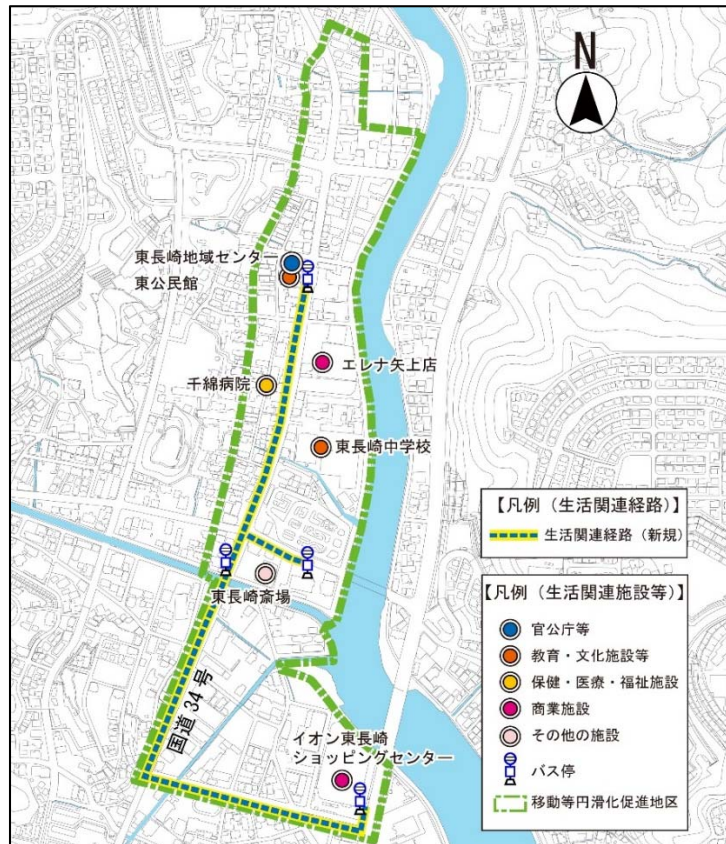 N
東長崎地域センター
東公民館
エレナ矢上店
千綿病院
東長崎中学校
東長崎斎場
国道 34 号
イオン東長崎
ショッピングセンター
【凡例(生活関連経路)】
生活関連経路(新規)
【凡例(生活関連施設等)】
官公庁等
教育・文化施設等
保健・医療・福祉施設
商業施設
その他の施設
バス停
移動等円滑化促進地区